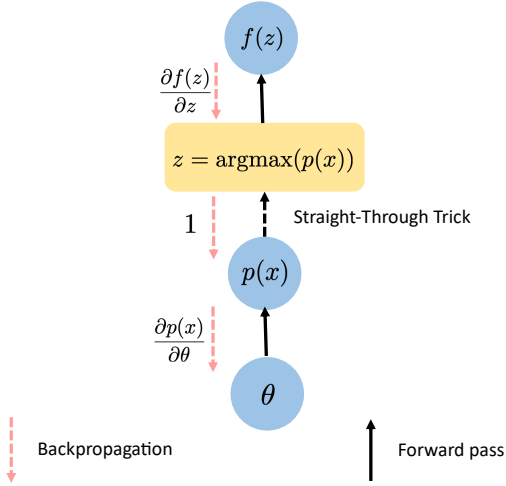 f(z)
∂f(z)/∂z
z = argmax(p(x))
1
Straight-Through Trick
p(x)
∂p(x)/∂θ
θ
Backpropagation
Forward pass